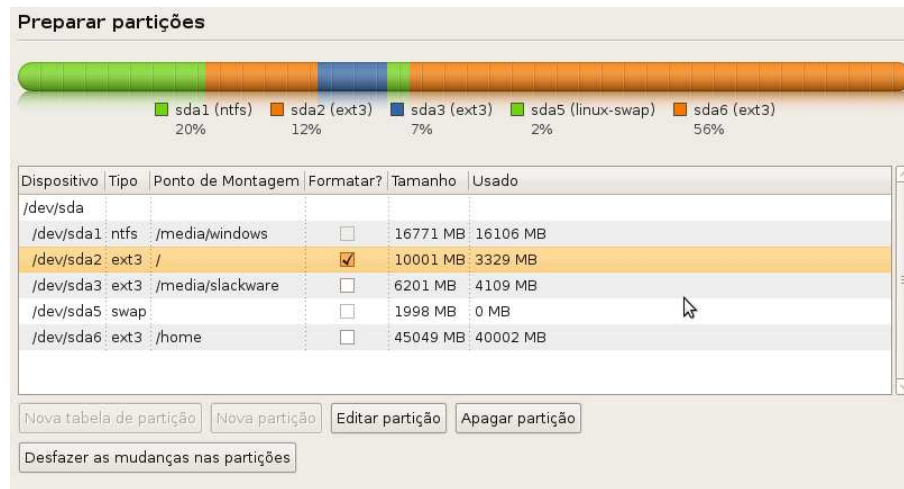 Preparar partições
sda1 (ntfs) sda2 (ext3) sda3 (ext3) sda5 (linux-swap) sda6 (ext3)
20% 12% 7% 2% 56%
Dispositivo Tipo Ponto de Montagem Formatar? Tamanho Usado
/dev/sda
/dev/sda1 ntfs /media/windows 16771 MB 16106 MB
/dev/sda2 ext3 / 10001 MB 3329 MB
/dev/sda3 ext3 /media/slackware 6201 MB 4109 MB
/dev/sda5 swap 1998 MB 0 MB
/dev/sda6 ext3 /home 45049 MB 40002 MB
Nova tabela de partição Nova partição Editar partição Apagar partição
Desfazer as mudanças nas partições